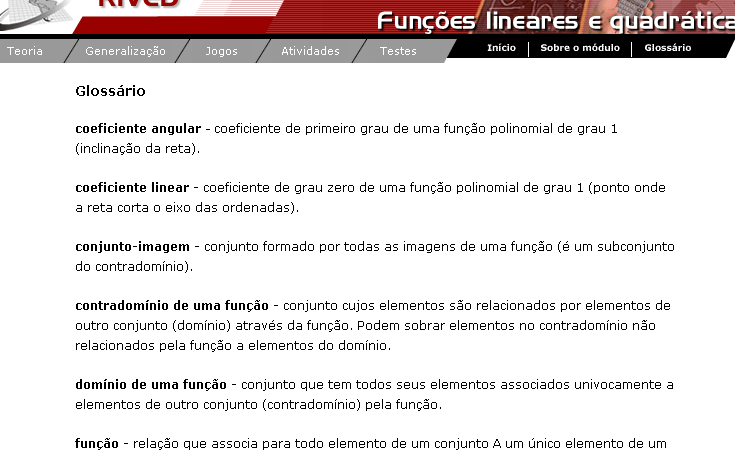 RIVED
Funções lineares e quadrática
Teoria
Generalização
Jogos
Atividades
Testes
Início
Sobre o módulo
Glossário
Glossário
coeficiente angular - coeficiente de primeiro grau de uma função polinomial de grau 1
(inclinação da reta).
coeficiente linear - coeficiente de grau zero de uma função polinomial de grau 1 (ponto onde
a reta corta o eixo das ordenadas).
conjunto-imagem - conjunto formado por todas as imagens de uma função (é um subconjunto
do contradomínio).
contradomínio de uma função - conjunto cujos elementos são relacionados por elementos de
outro conjunto (domínio) através da função. Podem sobrar elementos no contradomínio não
relacionados pela função a elementos do domínio.
domínio de uma função - conjunto que tem todos seus elementos associados univocamente a
elementos de outro conjunto (contradomínio) pela função.
função - relação que associa para todo elemento de um conjunto A um único elemento de um